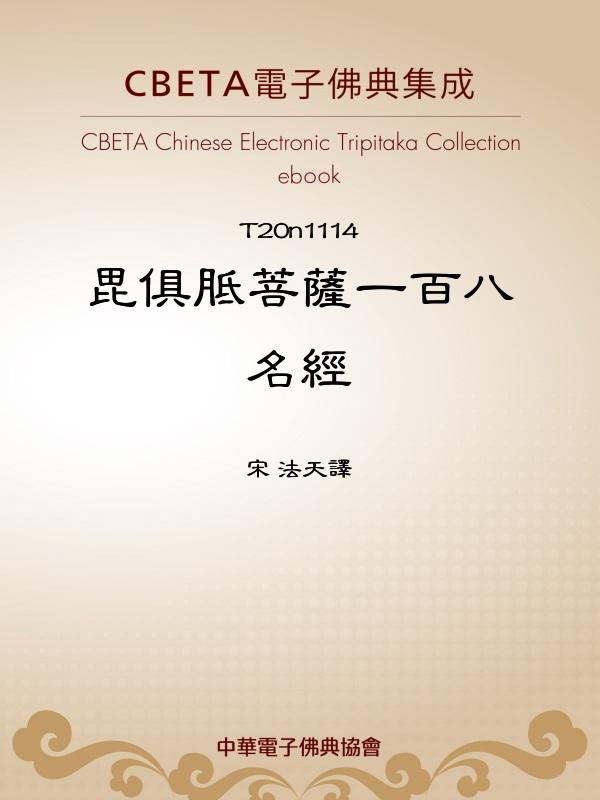 CBETA電子佛典集成
CBETA Chinese Electronic Tripitaka Collection
ebook
T20n1114
毘俱胝菩薩一百八
名經
宋 法天譯
中華電子佛典協會